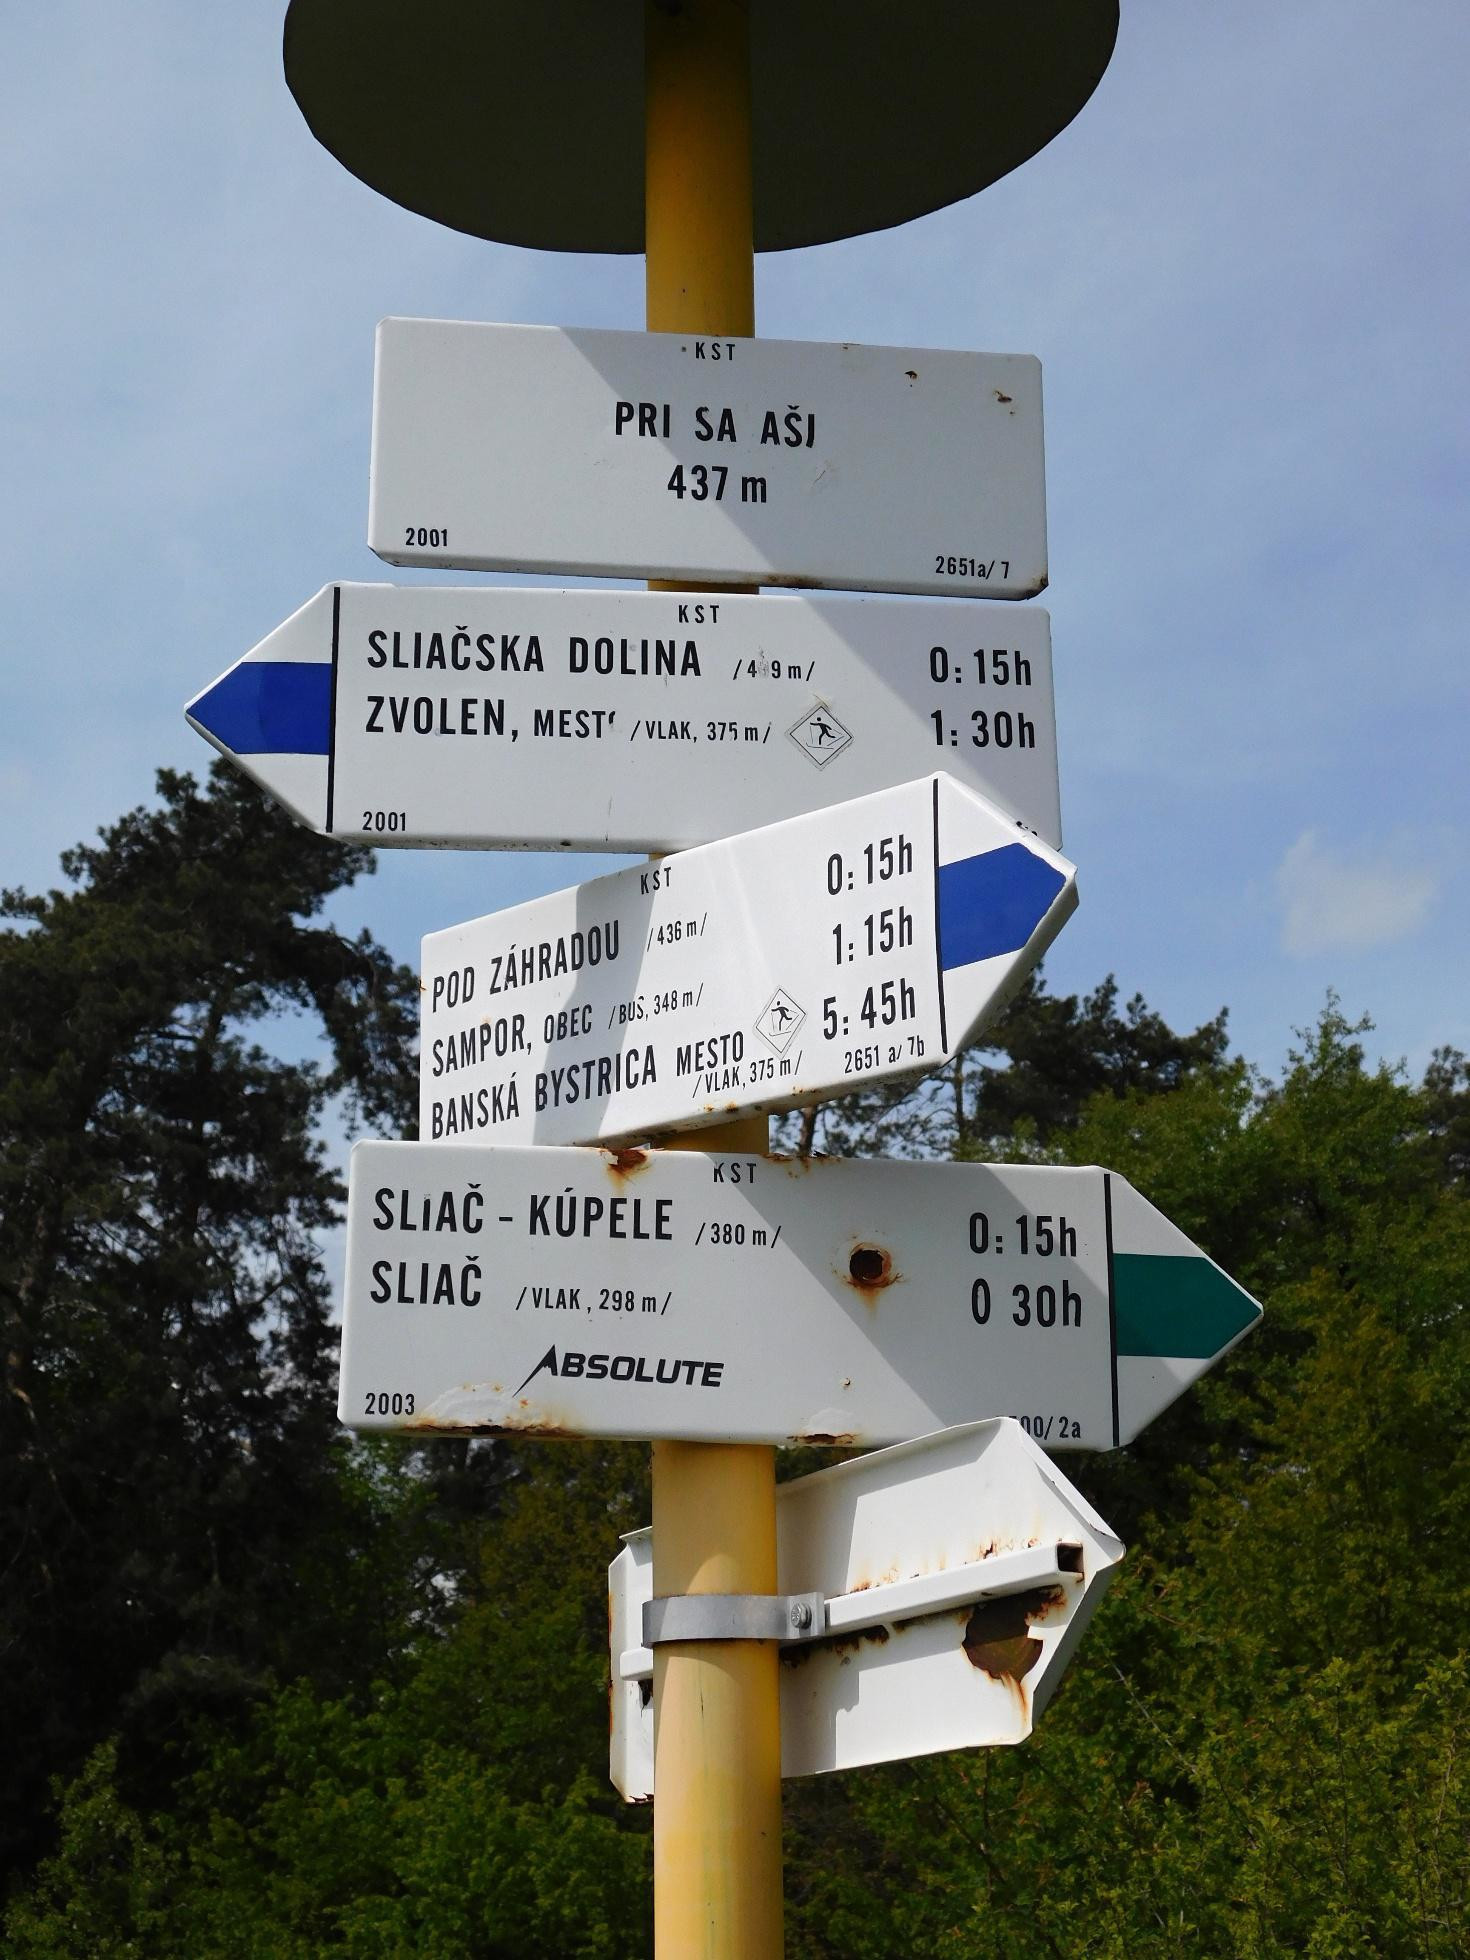 KST
PRI SA AŠI
437 m
2001 2651a/7
KST
SLIAČSKA DOLINA 0:15h
ZVOLEN, /VLAK, 375 m/ 1:30h
2001
KST
POD ZÁHRADOU /436 m/ 0:15h
SAMPOR, OBEC /BUS, 348 m/ 1:15h
BANSKÁ BYSTRICA MESTO 5:45h
/VLAK, 375 m/ 2651 a/7b
KST
SLIAČ - KÚPELE /380 m/ 0:15h
SLIAČ /VLAK, 298 m/ 0 30h
ABSOLUTE
2003